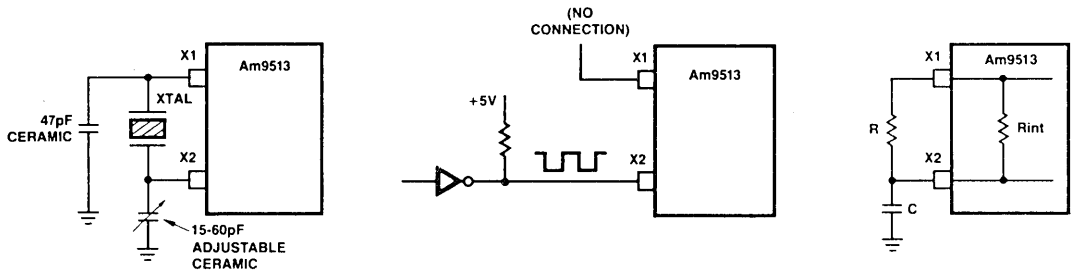 X1
Am9513
XTAL
47pF
CERAMIC
X2
15-60pF
ADJUSTABLE
CERAMIC
(NO
CONNECTION)
X1
Am9513
+5V
X2
X1
Am9513
R
Rint
X2
C